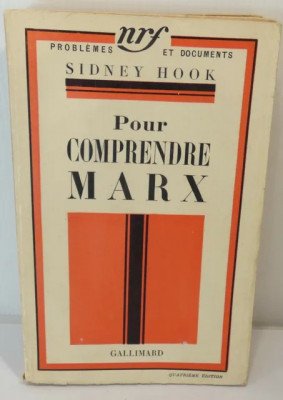 nrf
PROBLÈMES ET DOCUMENTS
SIDNEY HOOK
Pour
COMPRENDRE
MARX
GALLIMARD
QUATRIÈME ÉDITION